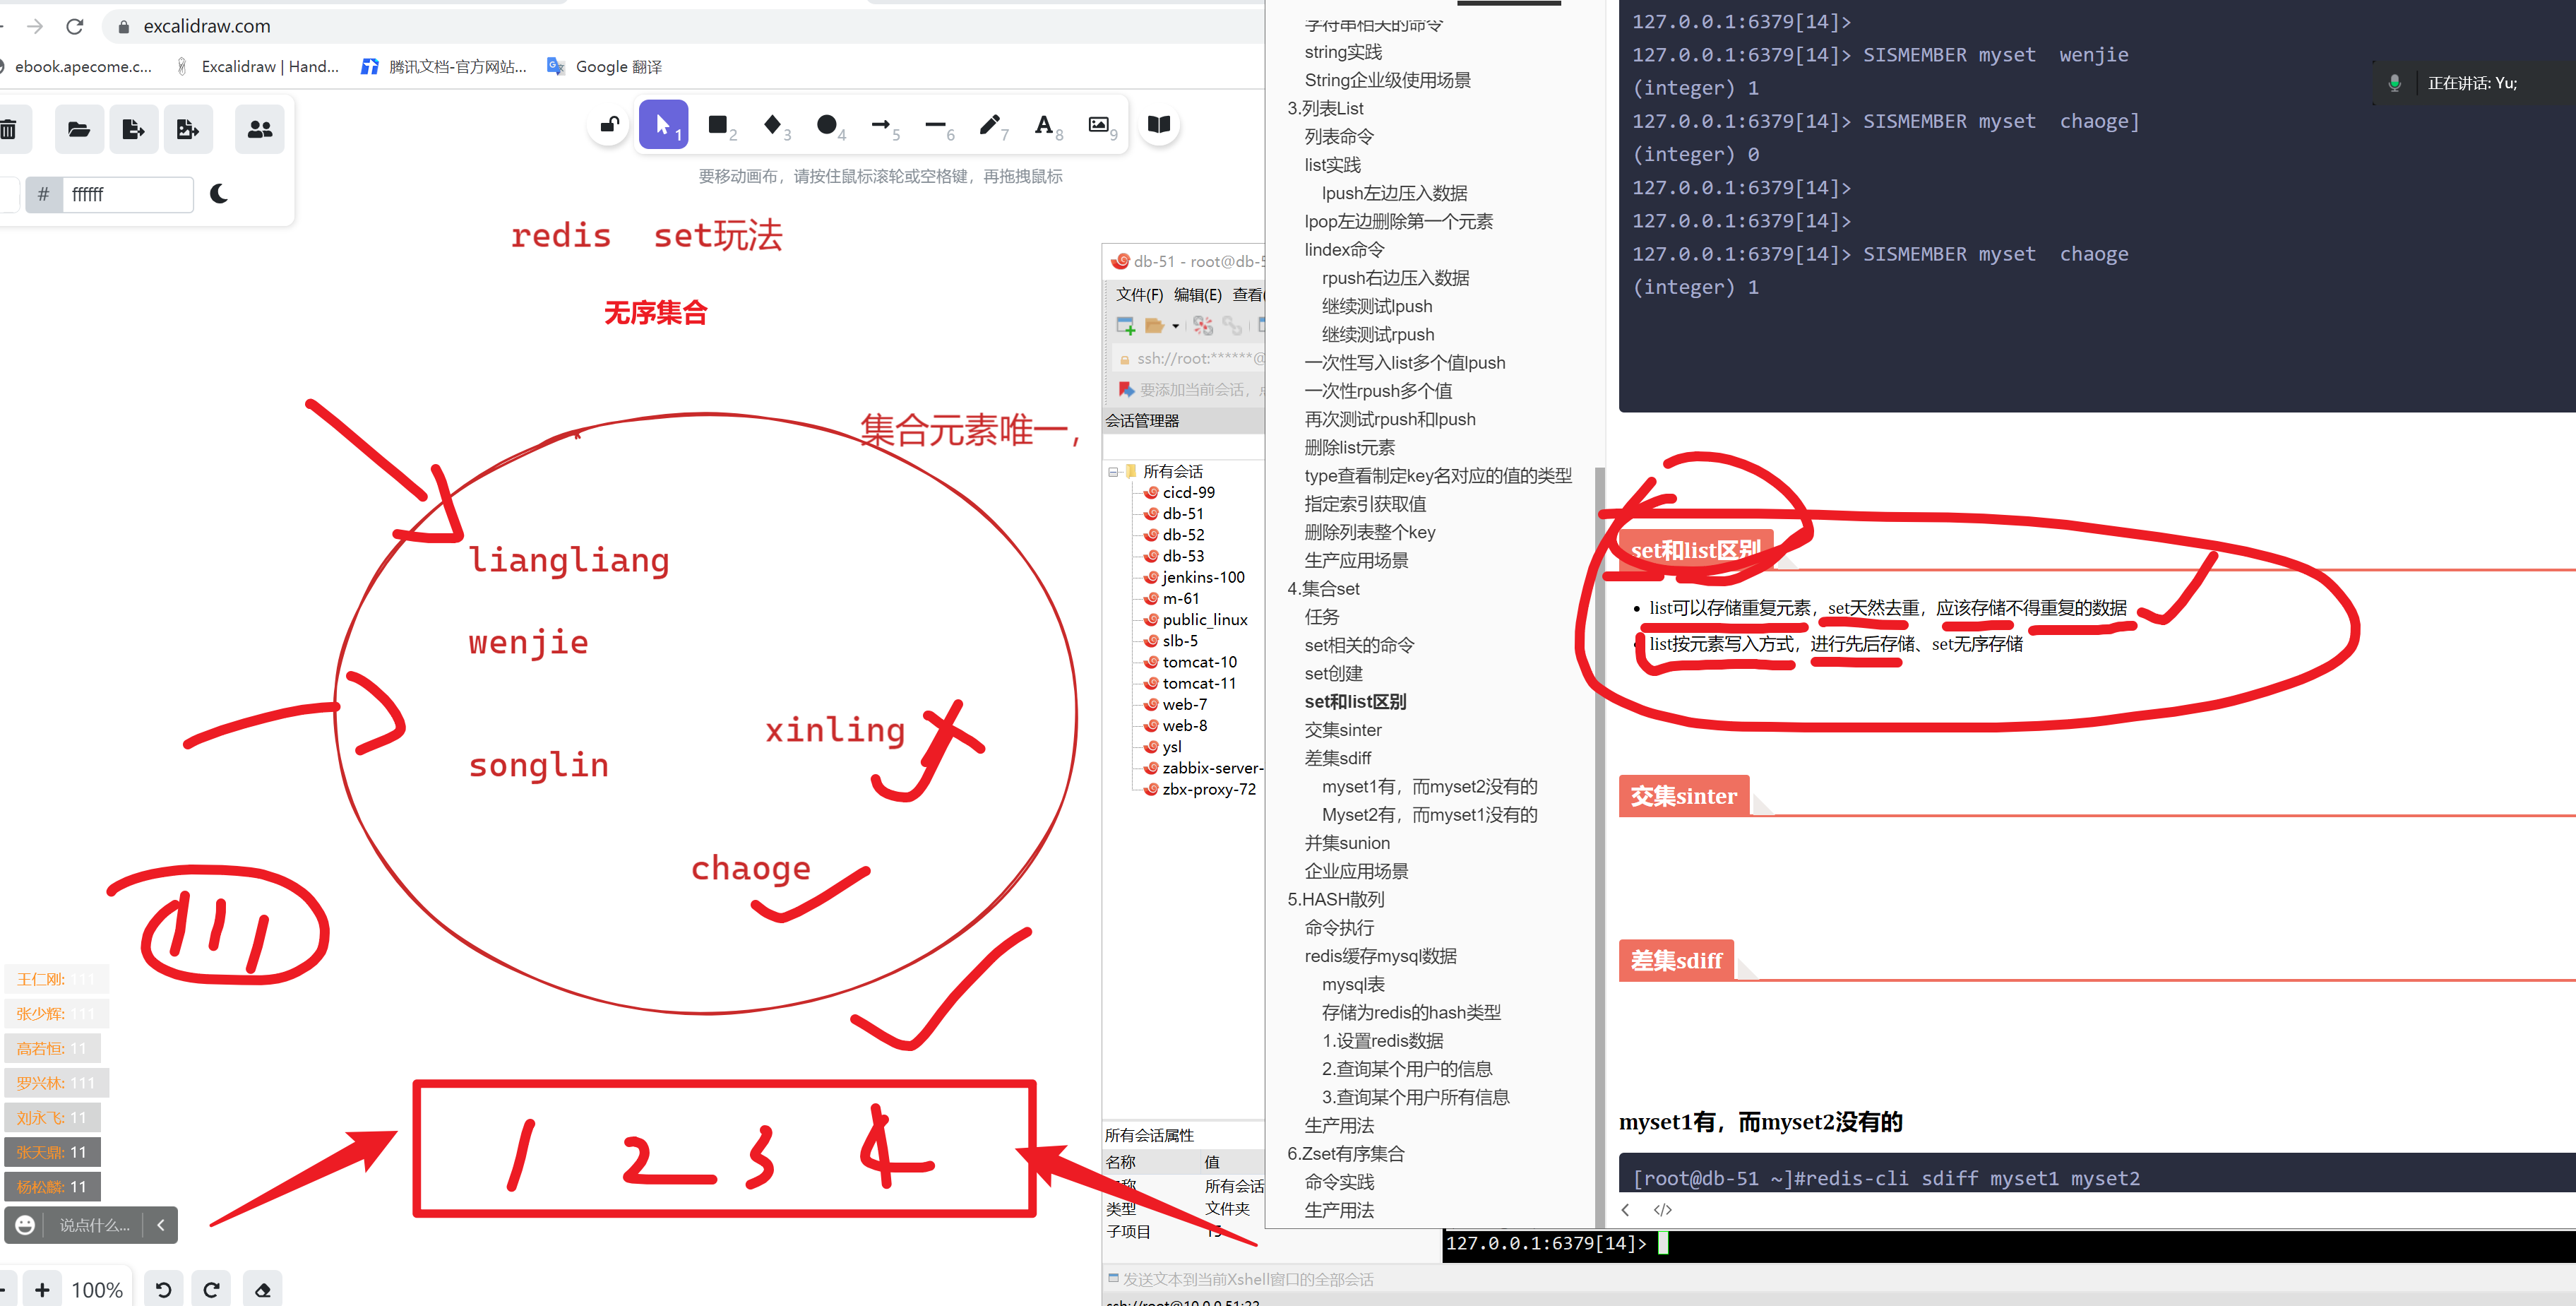 excalidraw.com
ebook.apecome.c...
Excalidraw | Hand...
腾讯文档-官方网站...
Google 翻译
1
2
3
4
5
6
A 7
8
9
要移动画布，请按住鼠标滚轮或空格键，再拖拽鼠标
# ffffff
redis set玩法
无序集合
集合元素唯一，
liangliang
wenjie
xinling
songlin
chaoge
111
1 2 3 4
王仁刚: 111
张少辉: 111
高若恒: 11
罗兴林: 111
刘永飞: 11
张天鼎: 11
杨松麟: 11
说点什么...
100%
db-51 - root@db-5
文件(F) 编辑(E) 查看(
ssh://root:******@
要添加当前会话，
会话管理器
所有会话
cicd-99
db-51
db-52
db-53
jenkins-100
m-61
public_linux
slb-5
tomcat-10
tomcat-11
web-7
web-8
ysl
zabbix-server-
zbx-proxy-72
所有会话属性
名称 值
名称 所有会话
类型 文件夹
子项目 15
字符串相关的命令
string实践
String企业级使用场景
3.列表List
列表命令
list实践
lpush左边压入数据
lpop左边删除第一个元素
lindex命令
rpush右边压入数据
继续测试lpush
继续测试rpush
一次性写入list多个值lpush
一次性rpush多个值
再次测试rpush和lpush
删除list元素
type查看制定key名对应的值的类型
指定索引获取值
删除列表整个key
生产应用场景
4.集合set
任务
set相关的命令
set创建
set和list区别
交集sinter
差集sdiff
myset1有，而myset2没有的
Myset2有，而myset1没有的
并集sunion
企业应用场景
5.HASH散列
命令执行
redis缓存mysql数据
mysql表
存储为redis的hash类型
1.设置redis数据
2.查询某个用户的信息
3.查询某个用户所有信息
生产用法
6.Zset有序集合
命令实践
生产用法
127.0.0.1:6379[14]>
127.0.0.1:6379[14]> SISMEMBER myset wenjie
(integer) 1
127.0.0.1:6379[14]> SISMEMBER myset chaoge]
(integer) 0
127.0.0.1:6379[14]>
127.0.0.1:6379[14]>
127.0.0.1:6379[14]> SISMEMBER myset chaoge
(integer) 1
正在讲话: Yu;
set和list区别
list可以存储重复元素，set天然去重，应该存储不得重复的数据
list按元素写入方式，进行先后存储、set无序存储
交集sinter
差集sdiff
myset1有，而myset2没有的
[root@db-51 ~]#redis-cli sdiff myset1 myset2
127.0.0.1:6379[14]>
发送文本到当前Xshell窗口的全部会话
ssh://root@10.0.0.51:22